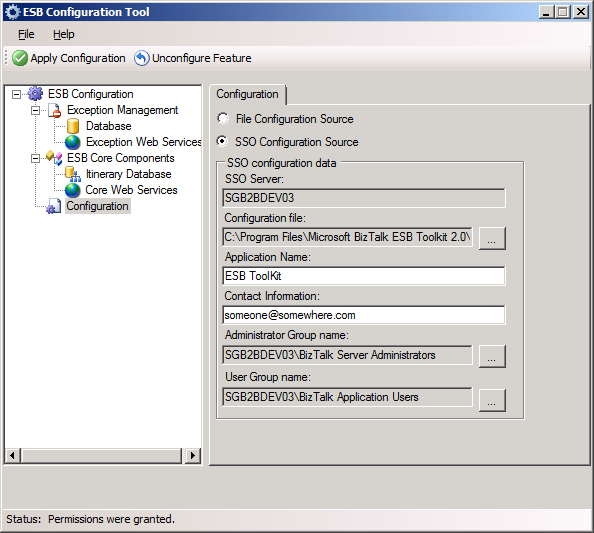 ESB Configuration Tool
File Help
Apply Configuration Unconfigure Feature
ESB Configuration
Exception Management
Database
Exception Web Services
ESB Core Components
Itinerary Database
Core Web Services
Configuration
Configuration
File Configuration Source
SSO Configuration Source
SSO configuration data
SSO Server:
SGB2BDEV03
Configuration file:
C:\Program Files\Microsoft BizTalk ESB Toolkit 2.0\
...
Application Name:
ESB ToolKit
Contact Information:
someone@somewhere.com
Administrator Group name:
SGB2BDEV03\BizTalk Server Administrators
...
User Group name:
SGB2BDEV03\BizTalk Application Users
...
Status: Permissions were granted.